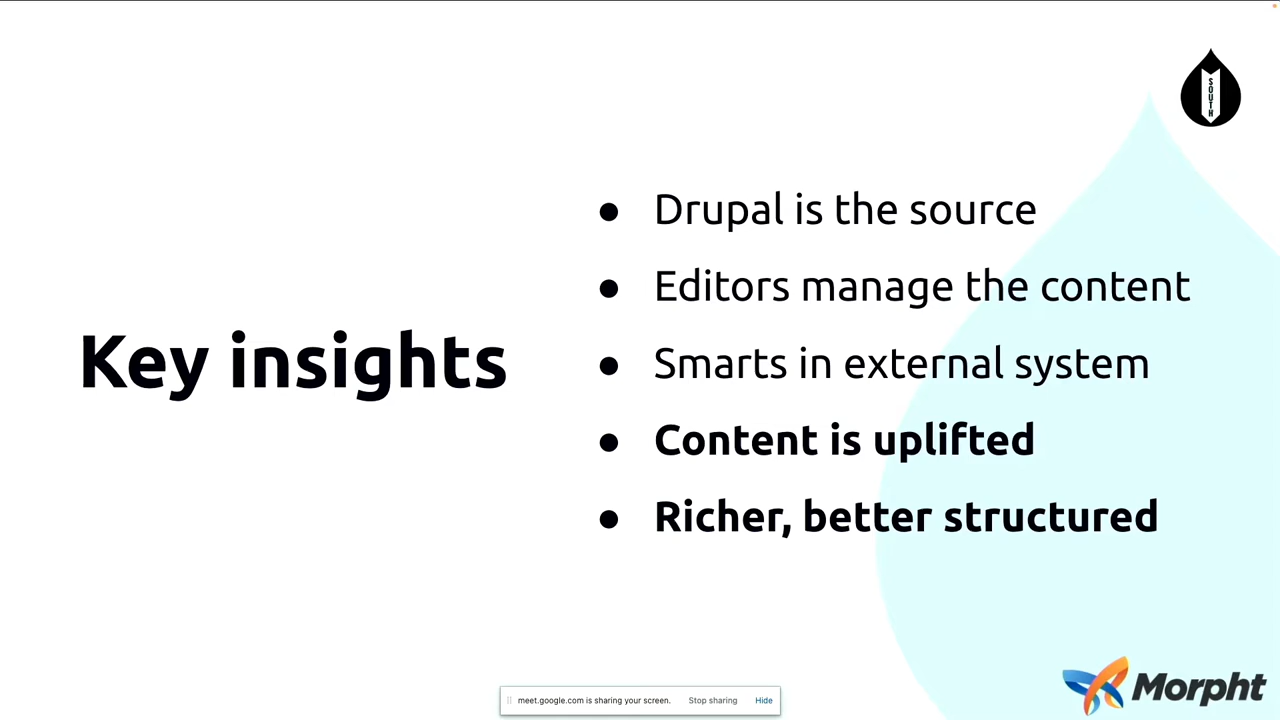 SOUTH
Key insights
● Drupal is the source
● Editors manage the content
● Smarts in external system
● Content is uplifted
● Richer, better structured
Morpht
meet.google.com is sharing your screen. Stop sharing Hide